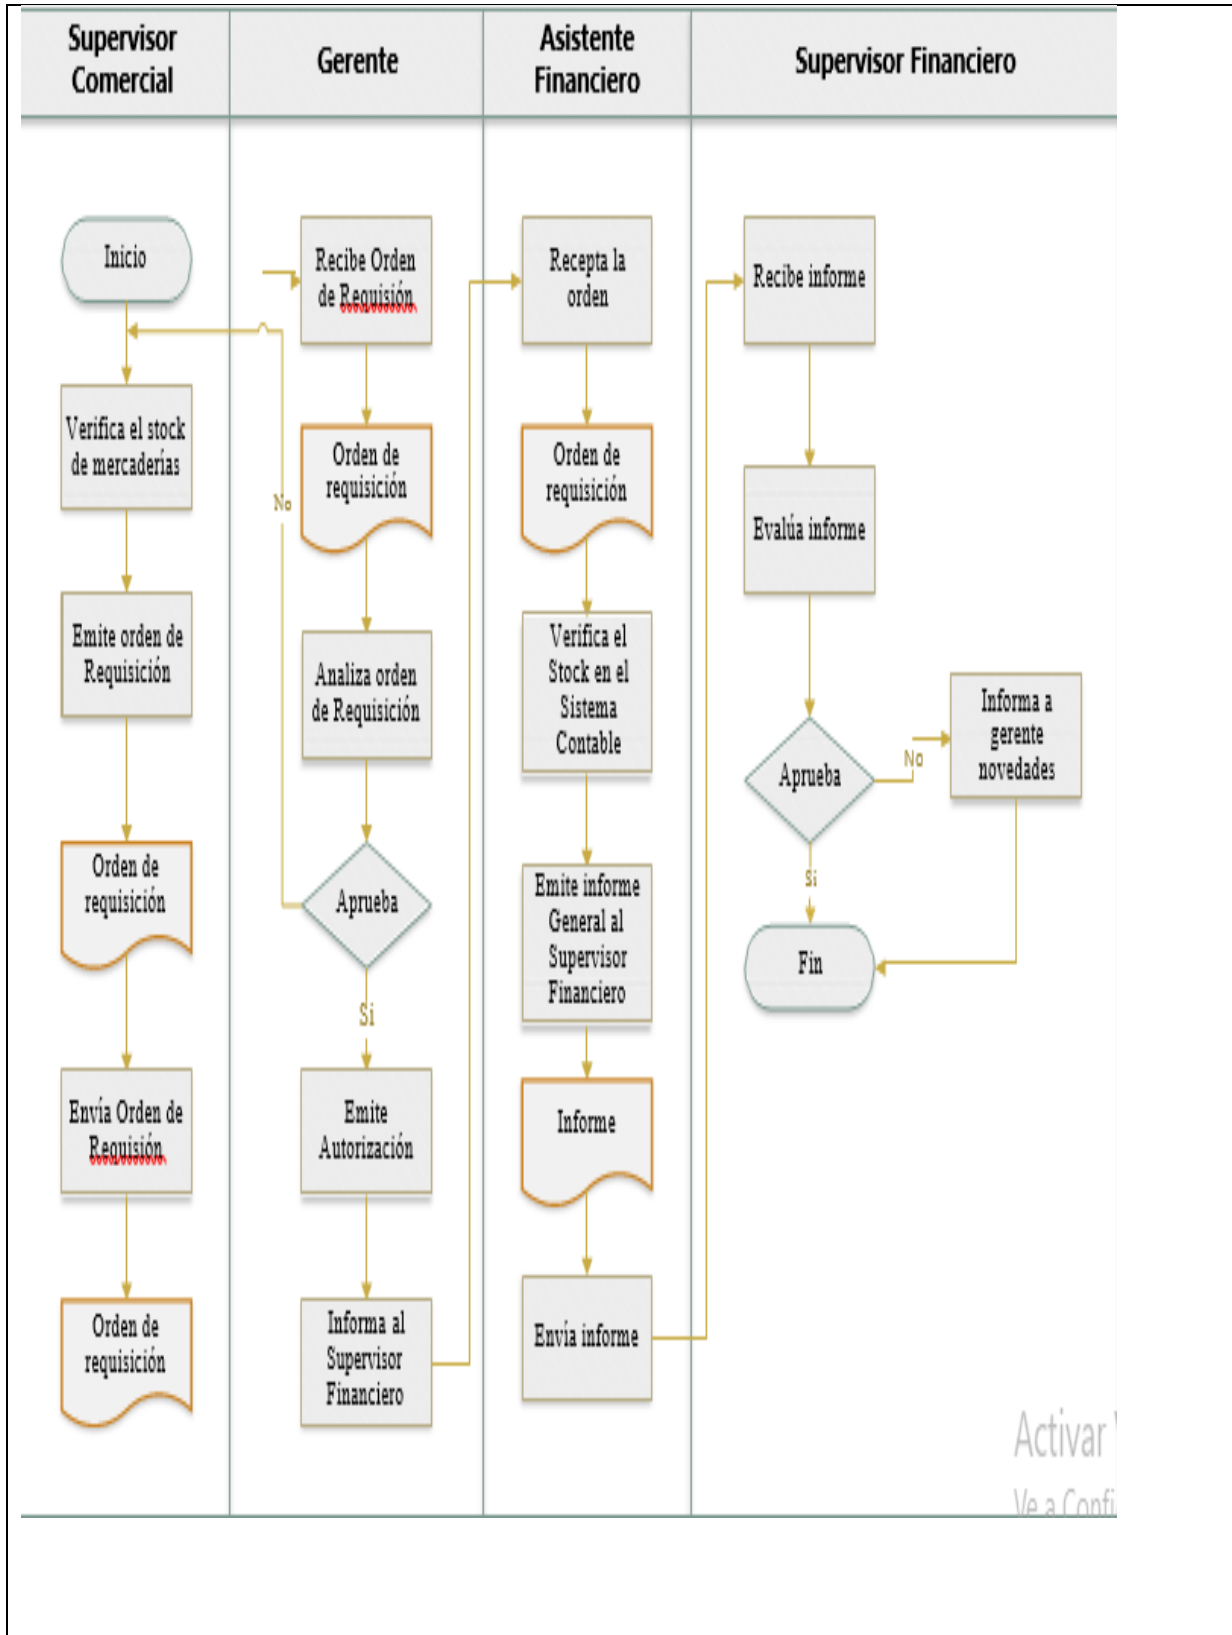 Supervisor
Comercial
Gerente
Asistente
Financiero
Supervisor Financiero
Inicio
Verifica el stock
de mercaderías
Emite orden de
Requisición
Orden de
requisición
Envía Orden de
Requisión
Orden de
requisición
Recibe Orden
de Requisión
Orden de
requisición
No
Analiza orden
de Requisición
Aprueba
Si
Emite
Autorización
Informa al
Supervisor
Financiero
Recepta la
orden
Orden de
requisición
Verifica el
Stock en el
Sistema
Contable
Emite informe
General al
Supervisor
Financiero
Informe
Envía informe
Recibe informe
Evalúa informe
Aprueba
No
Informa a
gerente
novedades
Si
Fin
Activar
Ve a Confi